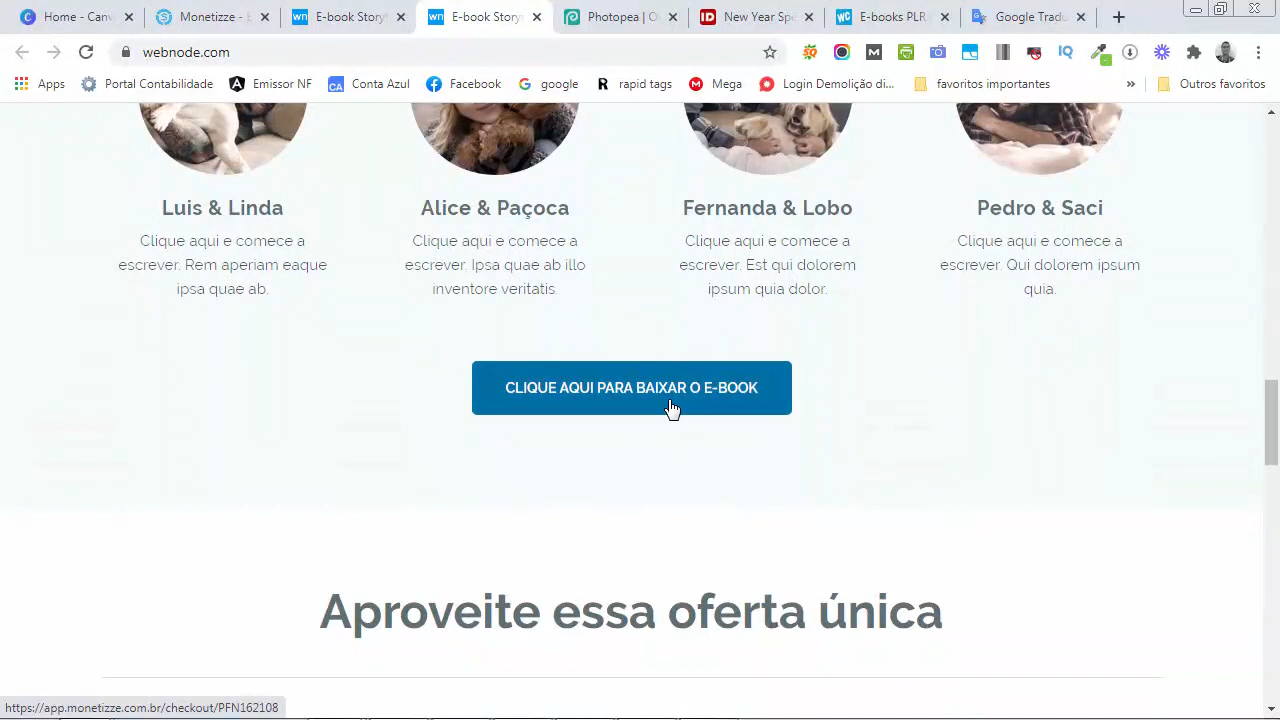 Home - Canv
Monetizze - E
E-book Story
E-book Story
Photopea | O
New Year Spe
E-books PLR
Google Tradu
webnode.com
Apps
Portal Contabilidade
Emissor NF
Conta Azul
Facebook
google
rapid tags
Mega
Login Demolição di...
favoritos importantes
»
Outros favoritos
Luis & Linda
Clique aqui e comece a
escrever. Rem aperiam eaque
ipsa quae ab.
Alice & Paçoca
Clique aqui e comece a
escrever. Ipsa quae ab illo
inventore veritatis.
Fernanda & Lobo
Clique aqui e comece a
escrever. Est qui dolorem
ipsum quia dolor.
Pedro & Saci
Clique aqui e comece a
escrever. Qui dolorem ipsum
quia.
CLIQUE AQUI PARA BAIXAR O E-BOOK
Aproveite essa oferta única
https://app.monetizze.com.br/checkout/PFN162108